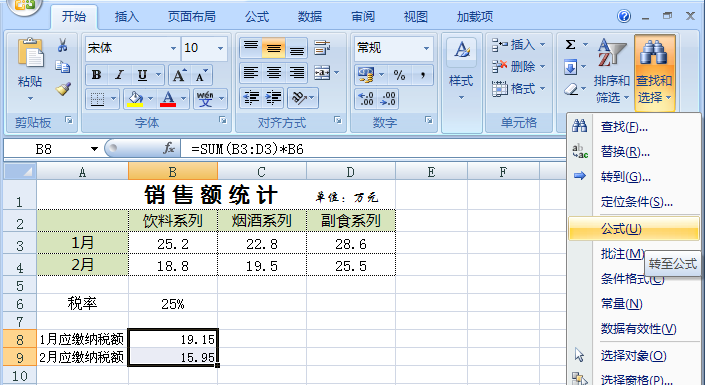 开始 插入 页面布局 公式 数据 审阅 视图 加载项
宋体 10 常规 插入 Σ
粘贴 B I U A A % , 样式 删除 排序和 查找和
A wén 文 .00 .00 格式 筛选 选择
剪贴板 字体 对齐方式 数字 单元格
B8 fx =SUM(B3:D3)*B6
查找(F)...
替换(R)...
转到(G)...
定位条件(S)...
公式(U)
批注(M)
转至公式
条件格式(C)
常量(N)
数据有效性(V)
选择对象(O)
选择窗格(P)...
A B C D E F
1 销售额统计 单位：万元
2 饮料系列 烟酒系列 副食系列
3 1月 25.2 22.8 28.6
4 2月 18.8 19.5 25.5
5
6 税率 25%
7
8 1月应缴纳税额 19.15
9 2月应缴纳税额 15.95
10